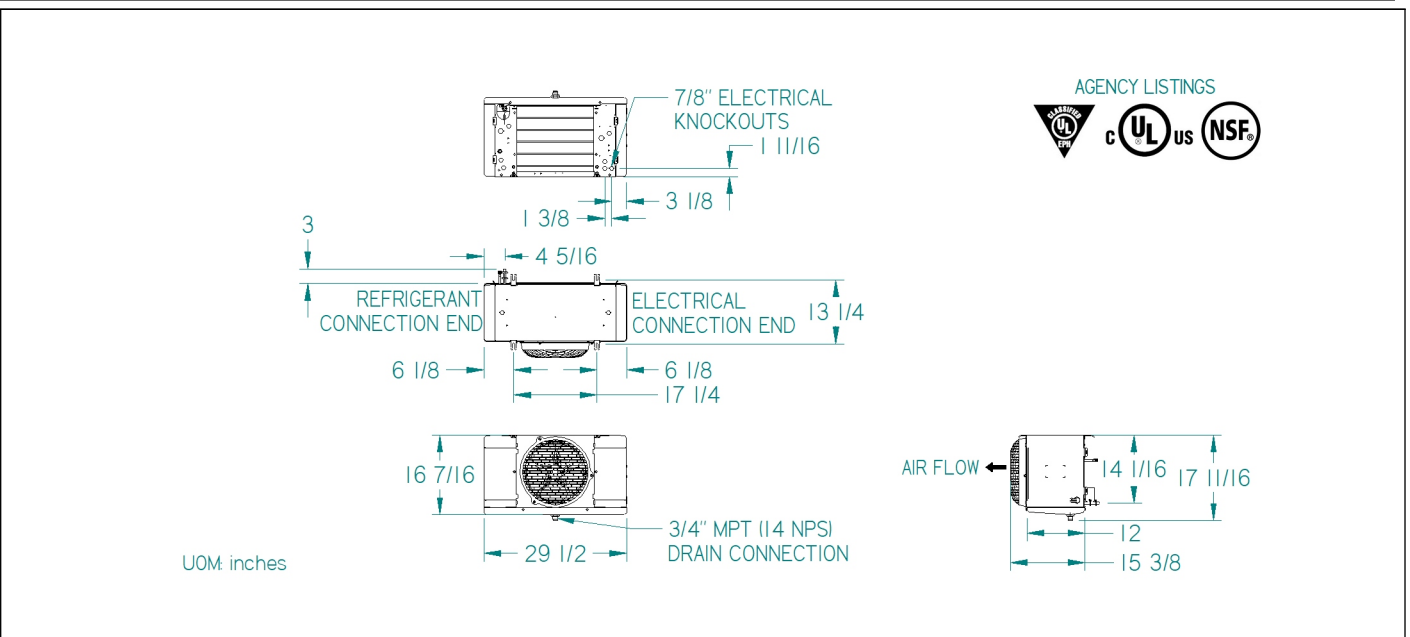 AGENCY LISTINGS
CLASSIFIED
UL
EPH
C UL US
®
NSF®
7/8" ELECTRICAL
KNOCKOUTS
1 11/16
3 1/8
1 3/8
3
4 5/16
REFRIGERANT
CONNECTION END
ELECTRICAL
CONNECTION END
13 1/4
6 1/8
6 1/8
17 1/4
16 7/16
29 1/2
3/4" MPT (14 NPS)
DRAIN CONNECTION
AIR FLOW
14 1/16
17 11/16
12
15 3/8
UOM: inches